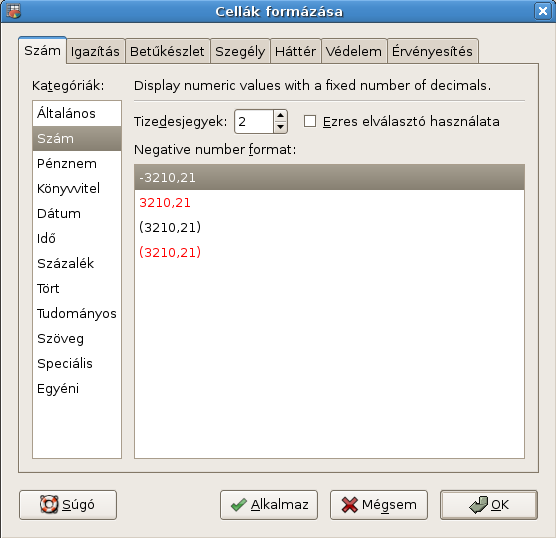 Cellák formázása
Szám Igazítás Betűkészlet Szegély Háttér Védelem Érvényesítés
Kategóriák:
Display numeric values with a fixed number of decimals.
Általános
Szám
Pénznem
Könyvvitel
Dátum
Idő
Százalék
Tört
Tudományos
Szöveg
Speciális
Egyéni
Tizedesjegyek: 2 Ezres elválasztó használata
Negative number format:
-3210,21
3210,21
(3210,21)
(3210,21)
Súgó Alkalmaz Mégsem OK